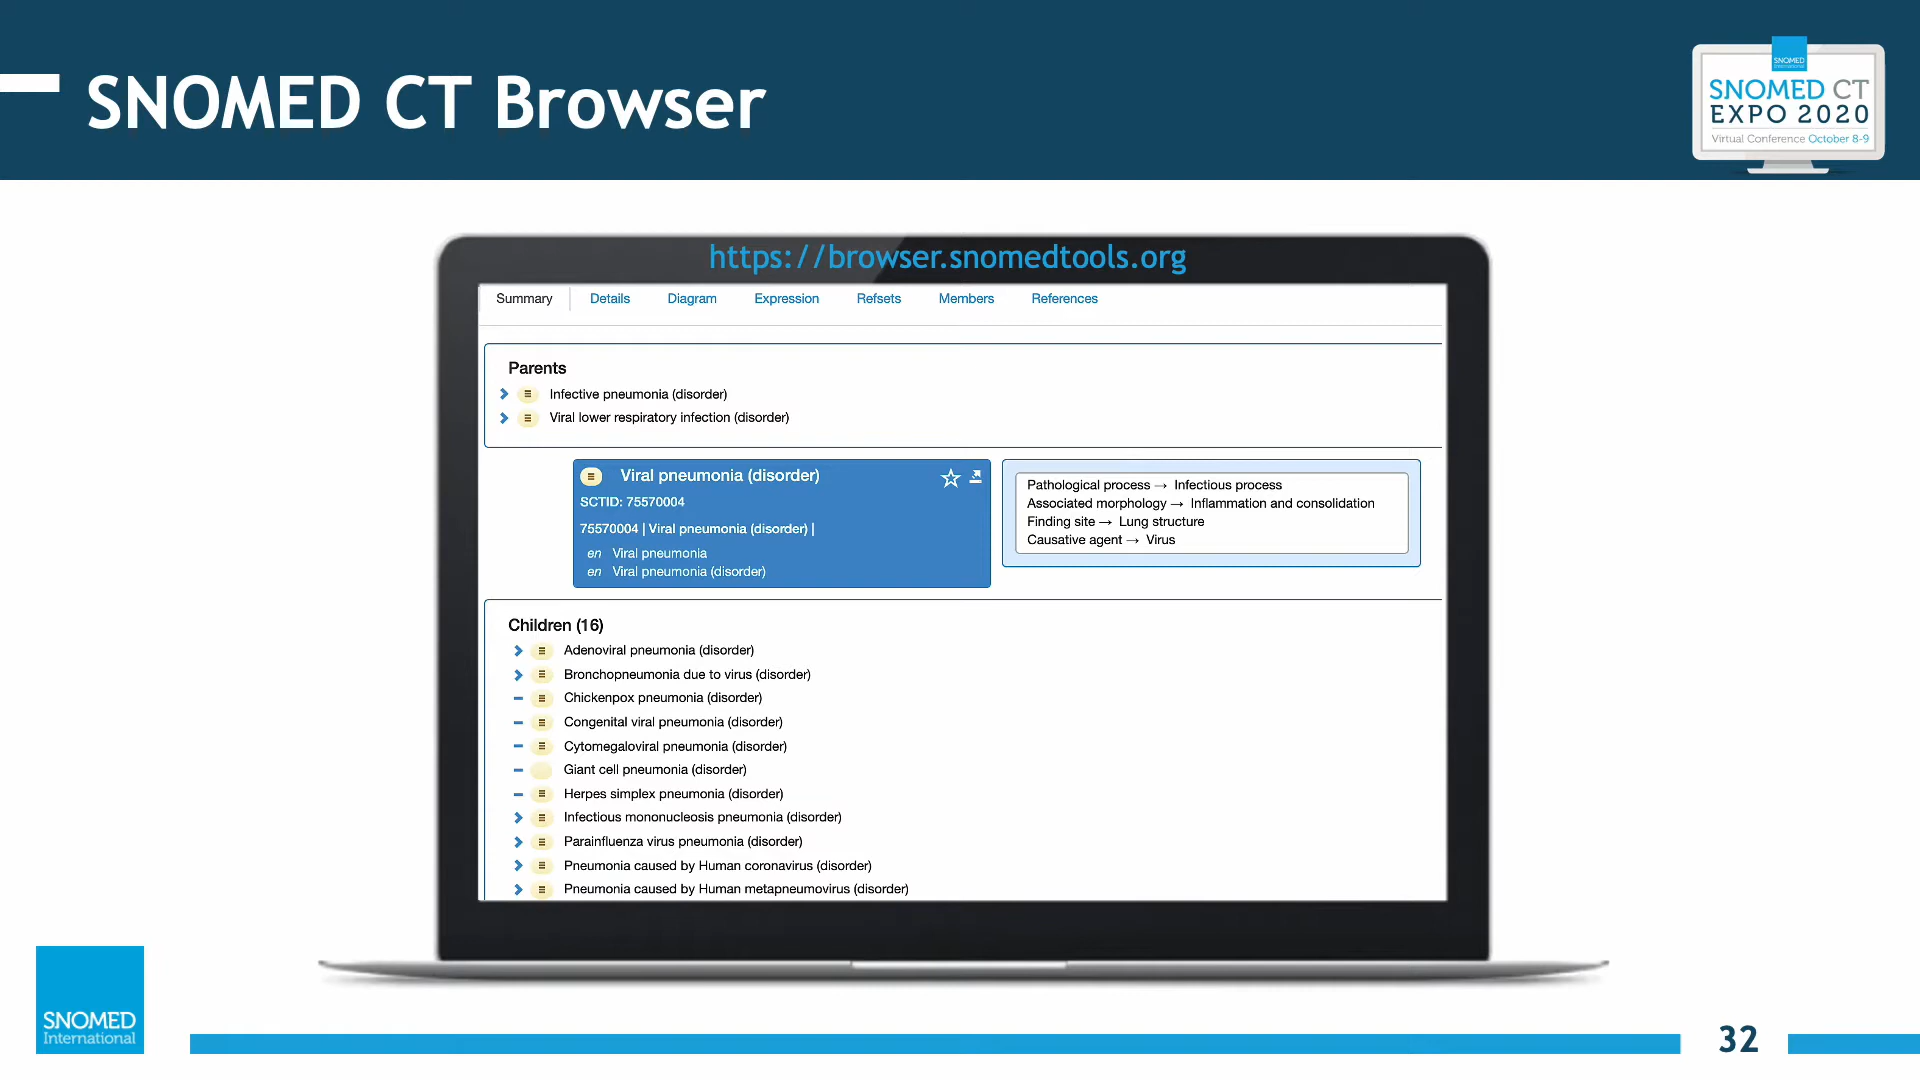 SNOMED CT Browser
SNOMED
International
SNOMED CT
EXPO 2020
Virtual Conference October 8-9
https://browser.snomedtools.org
Summary Details Diagram Expression Refsets Members References
Parents
Infective pneumonia (disorder)
Viral lower respiratory infection (disorder)
Viral pneumonia (disorder)
SCTID: 75570004
75570004 | Viral pneumonia (disorder) |
en Viral pneumonia
en Viral pneumonia (disorder)
Pathological process → Infectious process
Associated morphology → Inflammation and consolidation
Finding site → Lung structure
Causative agent → Virus
Children (16)
Adenoviral pneumonia (disorder)
Bronchopneumonia due to virus (disorder)
Chickenpox pneumonia (disorder)
Congenital viral pneumonia (disorder)
Cytomegaloviral pneumonia (disorder)
Giant cell pneumonia (disorder)
Herpes simplex pneumonia (disorder)
Infectious mononucleosis pneumonia (disorder)
Parainfluenza virus pneumonia (disorder)
Pneumonia caused by Human coronavirus (disorder)
Pneumonia caused by Human metapneumovirus (disorder)
SNOMED
International
32